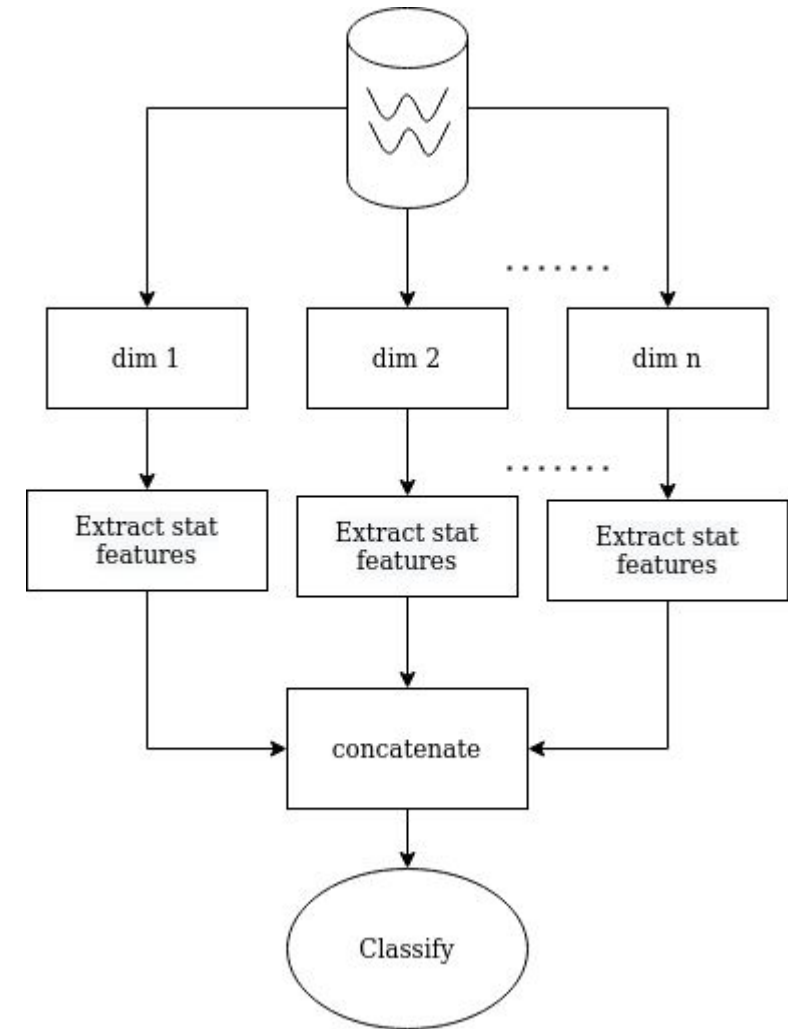 dim 1
dim 2
dim n
Extract stat
features
Extract stat
features
Extract stat
features
concatenate
Classify